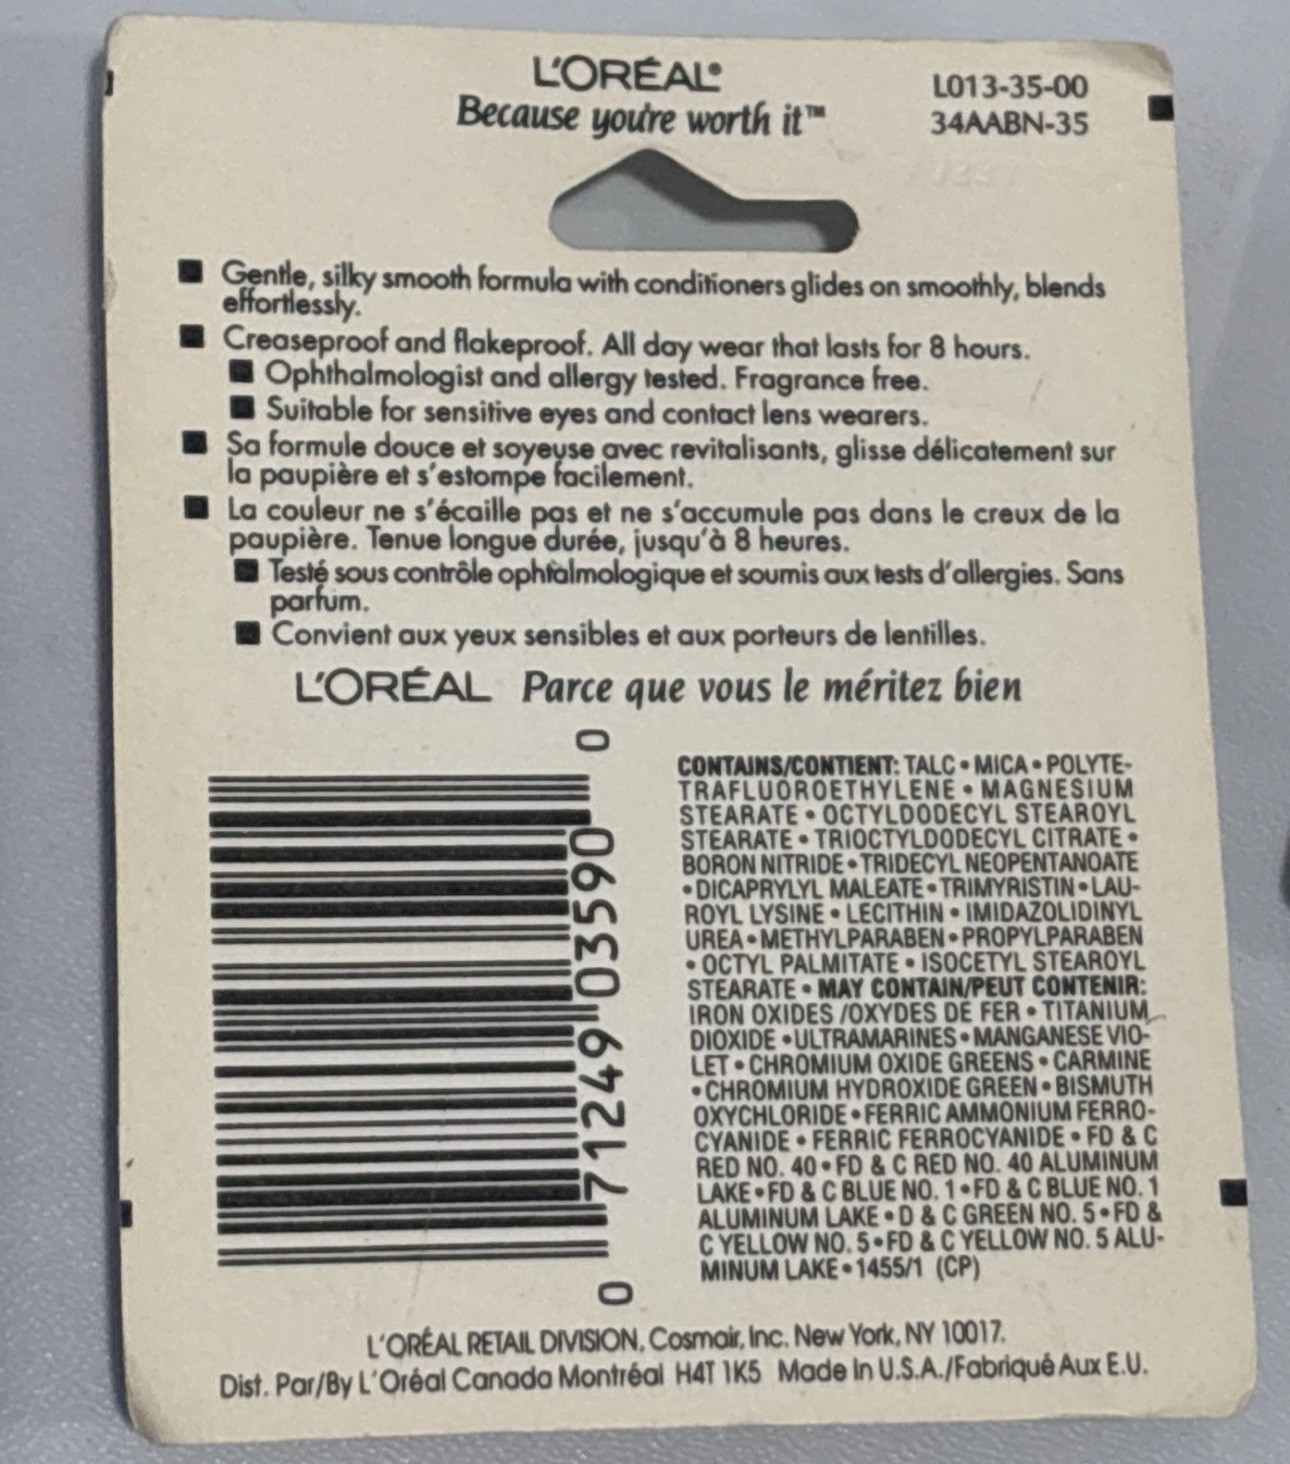 L'ORÉAL®
Because you're worth it™
L013-35-00
34AABN-35
■ Gentle, silky smooth formula with conditioners glides on smoothly, blends
effortlessly.
■ Creaseproof and flakeproof. All day wear that lasts for 8 hours.
■ Ophthalmologist and allergy tested. Fragrance free.
■ Suitable for sensitive eyes and contact lens wearers.
■ Sa formule douce et soyeuse avec revitalisants, glisse délicatement sur
la paupière et s'estompe facilement.
■ La couleur ne s'écaille pas et ne s'accumule pas dans le creux de la
paupière. Tenue longue durée, jusqu'à 8 heures.
■ Testé sous contrôle ophtalmologique et soumis aux tests d'allergies. Sans
parfum.
■ Convient aux yeux sensibles et aux porteurs de lentilles.
L'ORÉAL Parce que vous le méritez bien
0 71249 03590 0
CONTAINS/CONTIENT: TALC • MICA • POLYTE-
TRAFLUOROETHYLENE • MAGNESIUM
STEARATE • OCTYLDODECYL STEAROYL
STEARATE • TRIOCTYLDODECYL CITRATE •
BORON NITRIDE • TRIDECYL NEOPENTANOATE
• DICAPRYLYL MALEATE • TRIMYRISTIN • LAU-
ROYL LYSINE • LECITHIN • IMIDAZOLIDINYL
UREA • METHYLPARABEN • PROPYLPARABEN
• OCTYL PALMITATE • ISOCETYL STEAROYL
STEARATE • MAY CONTAIN/PEUT CONTENIR:
IRON OXIDES /OXYDES DE FER • TITANIUM
DIOXIDE • ULTRAMARINES • MANGANESE VIO-
LET • CHROMIUM OXIDE GREENS • CARMINE
• CHROMIUM HYDROXIDE GREEN • BISMUTH
OXYCHLORIDE • FERRIC AMMONIUM FERRO-
CYANIDE • FERRIC FERROCYANIDE • FD & C
RED NO. 40 • FD & C RED NO. 40 ALUMINUM
LAKE • FD & C BLUE NO. 1 • FD & C BLUE NO. 1
ALUMINUM LAKE • D & C GREEN NO. 5 • FD &
C YELLOW NO. 5 • FD & C YELLOW NO. 5 ALU-
MINUM LAKE • 1455/1 (CP)
L'ORÉAL RETAIL DIVISION, Cosmair, Inc. New York, NY 10017.
Dist. Par/By L'Oréal Canada Montréal H4T 1K5 Made In U.S.A./Fabriqué Aux E.U.